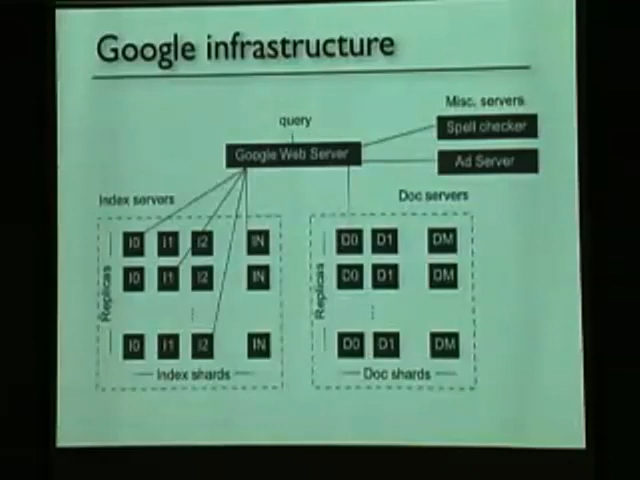 Google infrastructure
Misc. servers
query
Spell checker
Google Web Server
Ad Server
Index servers
Doc servers
I0 I1 I2 IN
D0 D1 DM
I0 I1 I2 IN
D0 D1 DM
Replicas
Replicas
I0 I1 I2 IN
D0 D1 DM
Index shards
Doc shards